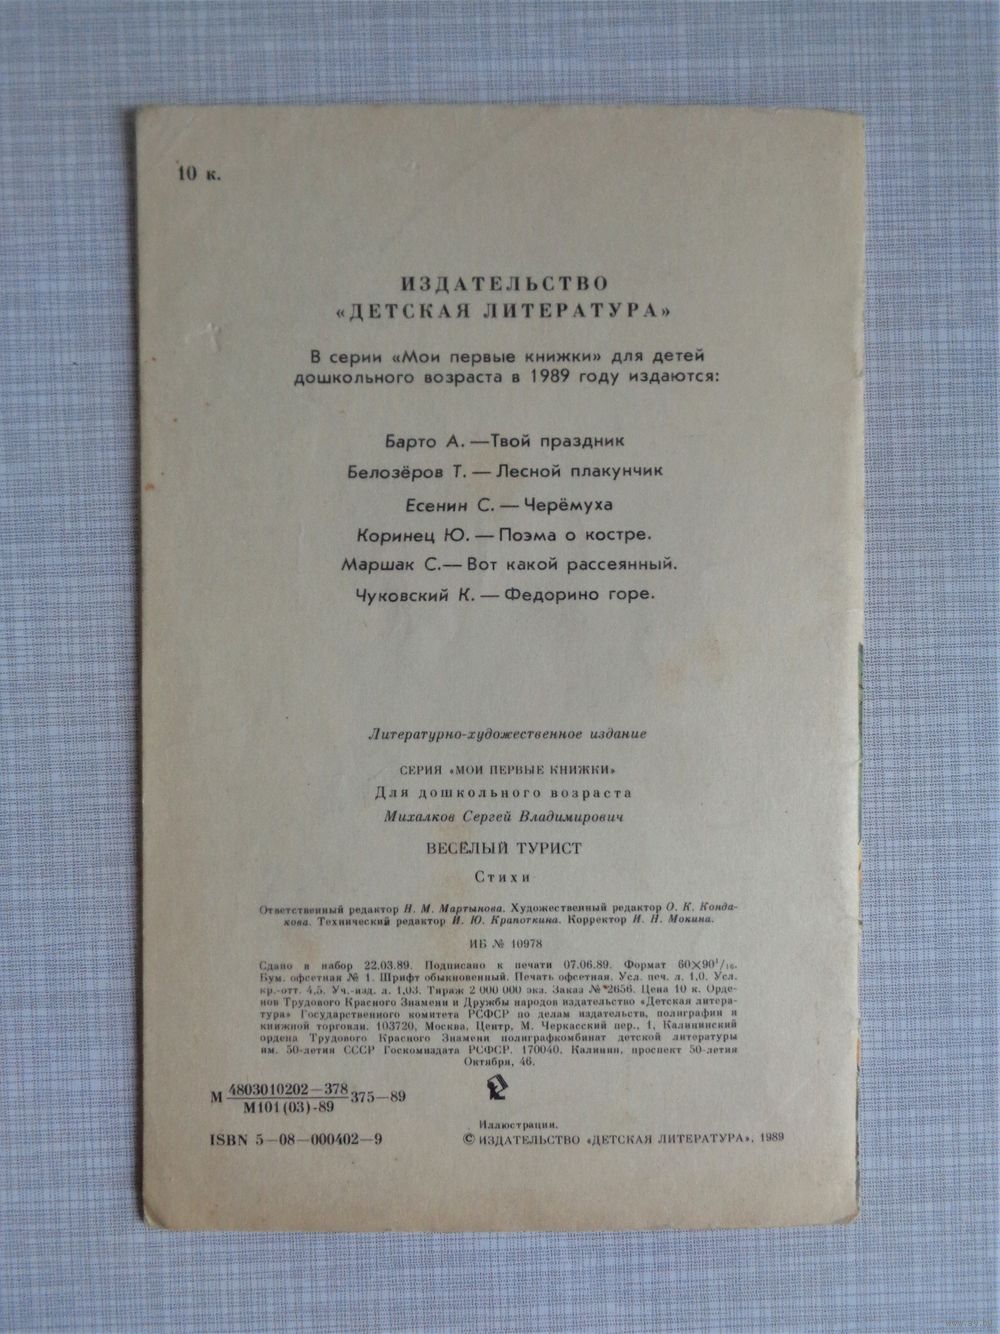 10 к.
ИЗДАТЕЛЬСТВО
«ДЕТСКАЯ ЛИТЕРАТУРА»
В серии «Мои первые книжки» для детей
дошкольного возраста в 1989 году издаются:
Барто А. — Твой праздник
Белозёров Т. — Лесной плакунчик
Есенин С. — Черёмуха
Коринец Ю. — Поэма о костре.
Маршак С.— Вот какой рассеянный.
Чуковский К. — Федорино горе.
Литературно-художественное издание
СЕРИЯ «МОИ ПЕРВЫЕ КНИЖКИ»
Для дошкольного возраста
Михалков Сергей Владимирович
ВЕСЁЛЫЙ ТУРИСТ
Стихи
Ответственный редактор Н. М. Мартынова. Художественный редактор О. К. Конда-
кова. Технический редактор И. Ю. Крапоткина. Корректор И. Н. Мокина.
ИБ № 10978
Сдано в набор 22.03.89. Подписано к печати 07.06.89. Формат 60×90¹/₁₆.
Бум. офсетная № 1. Шрифт обыкновенный. Печать офсетная. Усл. печ. л. 1,0. Усл.
кр.-отт. 4,5. Уч.-изд. л. 1,03. Тираж 2 000 000 экз. Заказ № 2656. Цена 10 к. Орде-
нов Трудового Красного Знамени и Дружбы народов издательство «Детская литера-
тура» Государственного комитета РСФСР по делам издательств, полиграфии и
книжной торговли. 103720, Москва, Центр, М. Черкасский пер., 1. Калининский
ордена Трудового Красного Знамени полиграфкомбинат детской литературы
им. 50-летия СССР Госкомиздата РСФСР. 170040, Калинин, проспект 50-летия
Октября, 46.
М 4803010202—378 375—89
М101(03)-89
ISBN 5—08—000402—9
Иллюстрация.
© ИЗДАТЕЛЬСТВО «ДЕТСКАЯ ЛИТЕРАТУРА», 1989